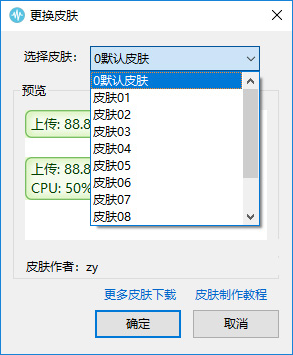 更换皮肤
选择皮肤： 0默认皮肤
0默认皮肤
皮肤01
皮肤02
皮肤03
皮肤04
皮肤05
皮肤06
皮肤07
皮肤08
预览
上传: 88.8
上传: 88.8
CPU: 50%
皮肤作者：zy
更多皮肤下载 皮肤制作教程
确定 取消